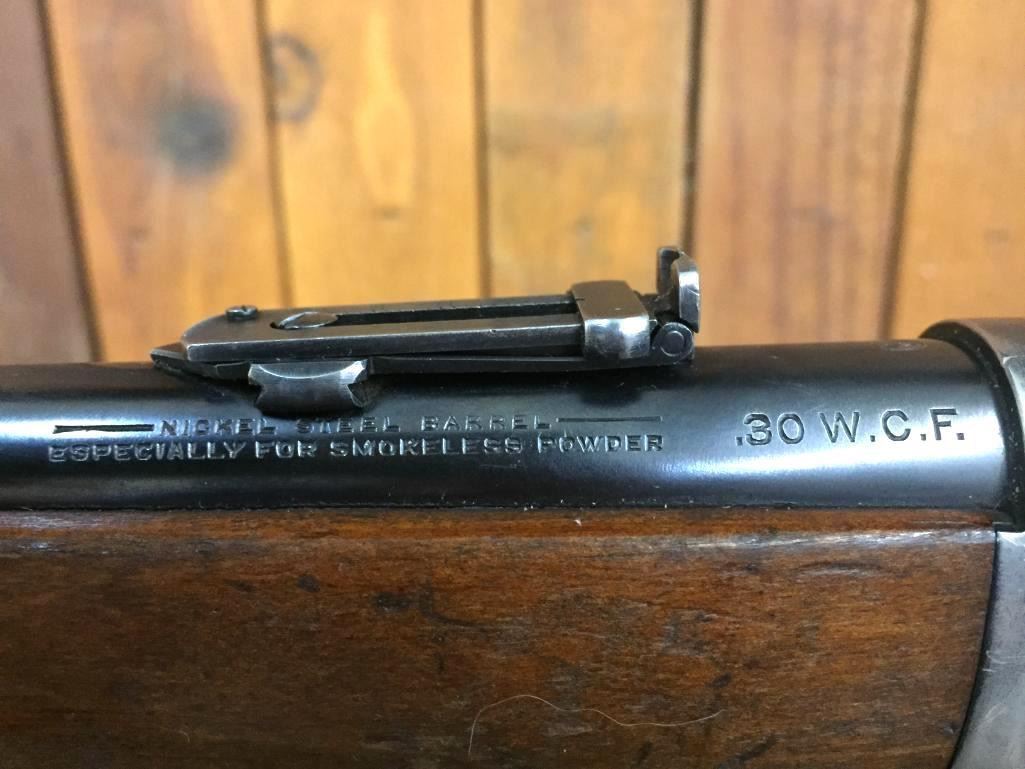 NICKEL STEEL BARREL
ESPECIALLY FOR SMOKELESS POWDER
.30 W.C.F.